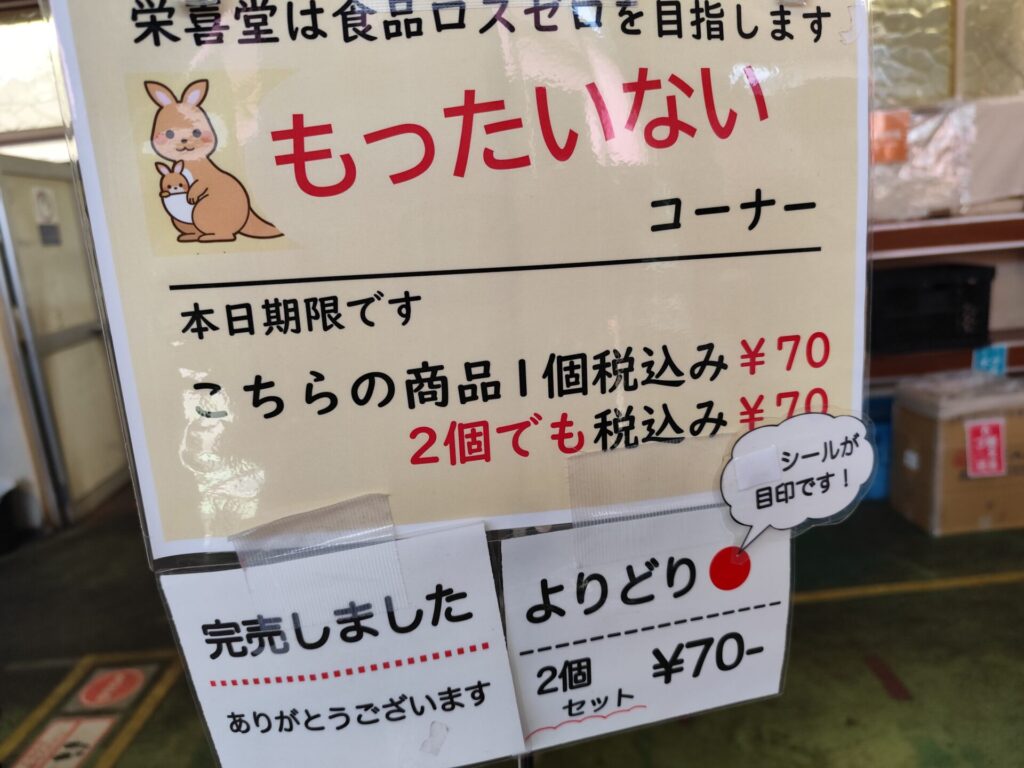 栄喜堂は食品ロスゼロを目指します
もったいない
コーナー
本日期限です
こちらの商品1個税込み¥70
2個でも税込み¥70
シールが
目印です!
完売しました
ありがとうございます
よりどり
2個
セット
¥70-